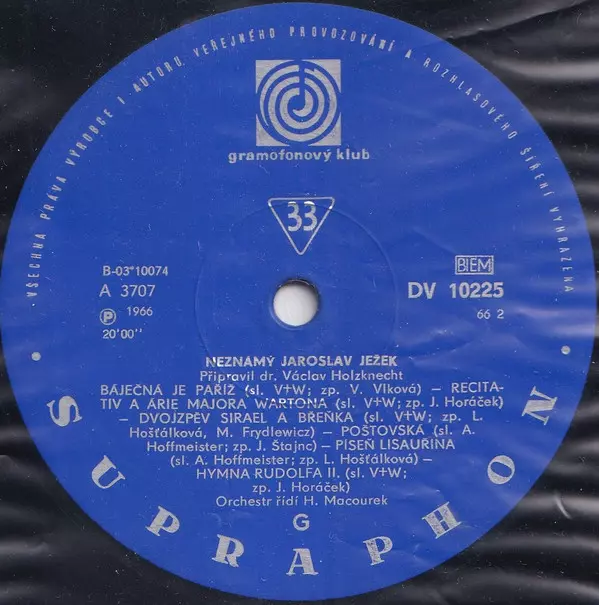 VŠECHNA PRÁVA VÝROBCE I AUTORU VEŘEJNÉHO PROVOZOVÁNÍ A ROZHLASOVÉHO ŠÍŘENÍ VYHRAZENA
gramofonový klub
33
B-03*10074
A 3707
Ⓟ 1966
20'00''
BIEM
DV 10225
66 2
NEZNAMÝ JAROSLAV JEŽEK
Připravil dr. Václav Holzknecht
BÁJEČNÁ JE PAŘÍŽ (sl. V+W; zp. V. Vlková) – RECITA-
TIV A ARIE MAJORA WARTONA (sl. V+W; zp. J. Horáček)
– DVOJZPĚV SIRAEL A BŘEŇKA (sl. V+W; zp. L.
Hošťálková, M. Frydlewicz) – POŠTOVSKÁ (sl. A.
Hoffmeister; zp. J. Štajnc) – PÍSEŇ LISAURINA
(sl. A. Hoffmeister; zp. L. Hošťálková) –
HYMNA RUDOLFA II. (sl. V+W;
zp. J. Horáček)
Orchestr řídí H. Macourek
G
SUPRAPHON